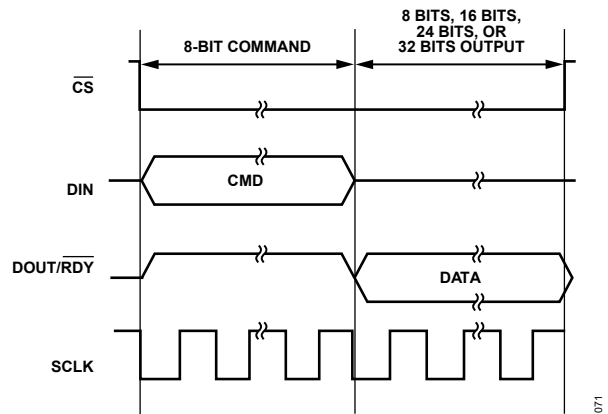 8-BIT COMMAND
8 BITS, 16 BITS,
24 BITS, OR
32 BITS OUTPUT
CS
DIN
CMD
DOUT/RDY
DATA
SCLK
071